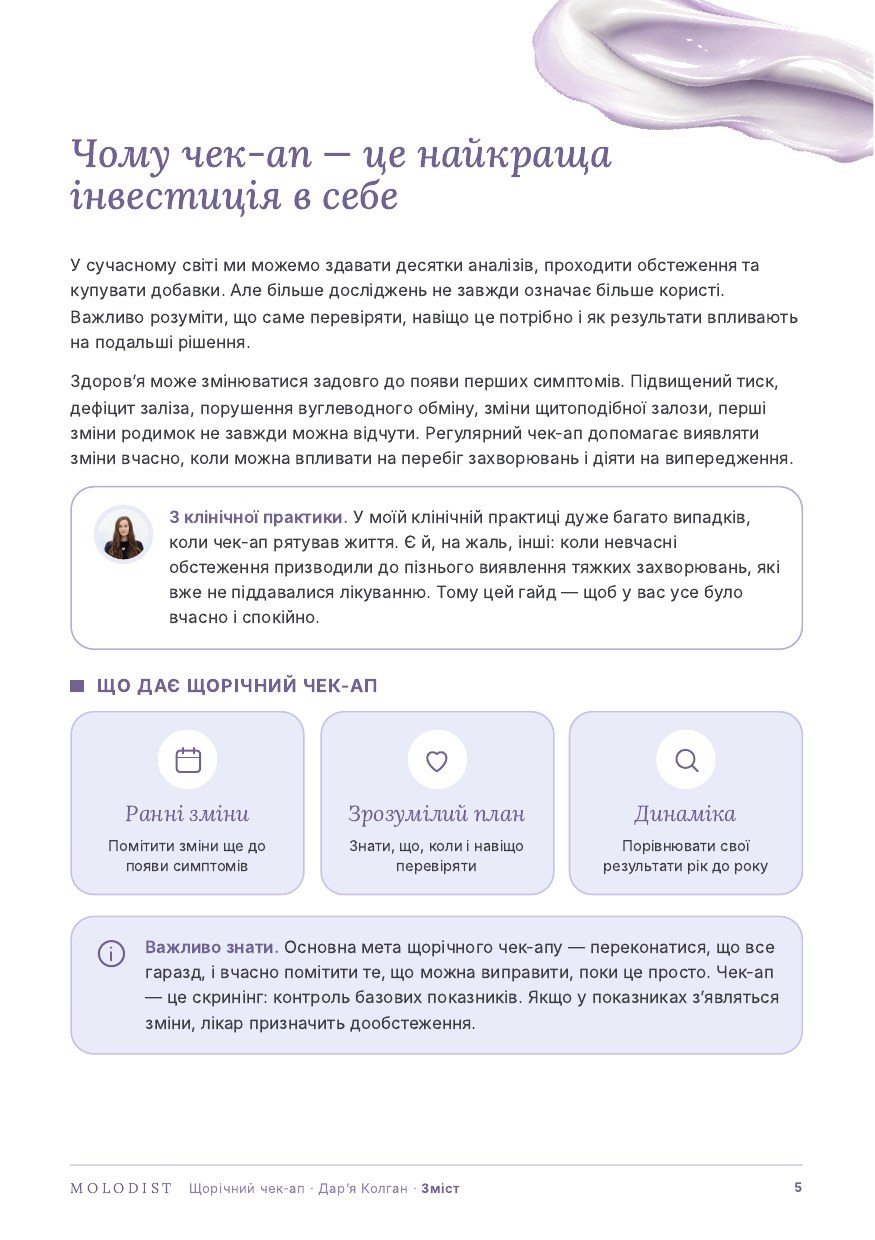 Чому чек-ап — це найкраща
інвестиція в себе
У сучасному світі ми можемо здавати десятки аналізів, проходити обстеження та
купувати добавки. Але більше досліджень не завжди означає більше користі.
Важливо розуміти, що саме перевіряти, навіщо це потрібно і як результати впливають
на подальші рішення.
Здоров’я може змінюватися задовго до появи перших симптомів. Підвищений тиск,
дефіцит заліза, порушення вуглеводного обміну, зміни щитоподібної залози, перші
зміни родимок не завжди можна відчути. Регулярний чек-ап допомагає виявляти
зміни вчасно, коли можна впливати на перебіг захворювань і діяти на випередження.
З клінічної практики. У моїй клінічній практиці дуже багато випадків,
коли чек-ап рятував життя. Є й, на жаль, інші: коли невчасні
обстеження призводили до пізнього виявлення тяжких захворювань, які
вже не піддавалися лікуванню. Тому цей гайд — щоб у вас усе було
вчасно і спокійно.
ЩО ДАЄ ЩОРІЧНИЙ ЧЕК-АП
Ранні зміни
Помітити зміни ще до
появи симптомів
Зрозумілий план
Знати, що, коли і навіщо
перевіряти
Динаміка
Порівнювати свої
результати рік до року
Важливо знати. Основна мета щорічного чек-апу — переконатися, що все
гаразд, і вчасно помітити те, що можна виправити, поки це просто. Чек-ап
— це скринінг: контроль базових показників. Якщо у показниках з’являться
зміни, лікар призначить дообстеження.
MOLODIST Щорічний чек-ап · Дар’я Колган · Зміст 5